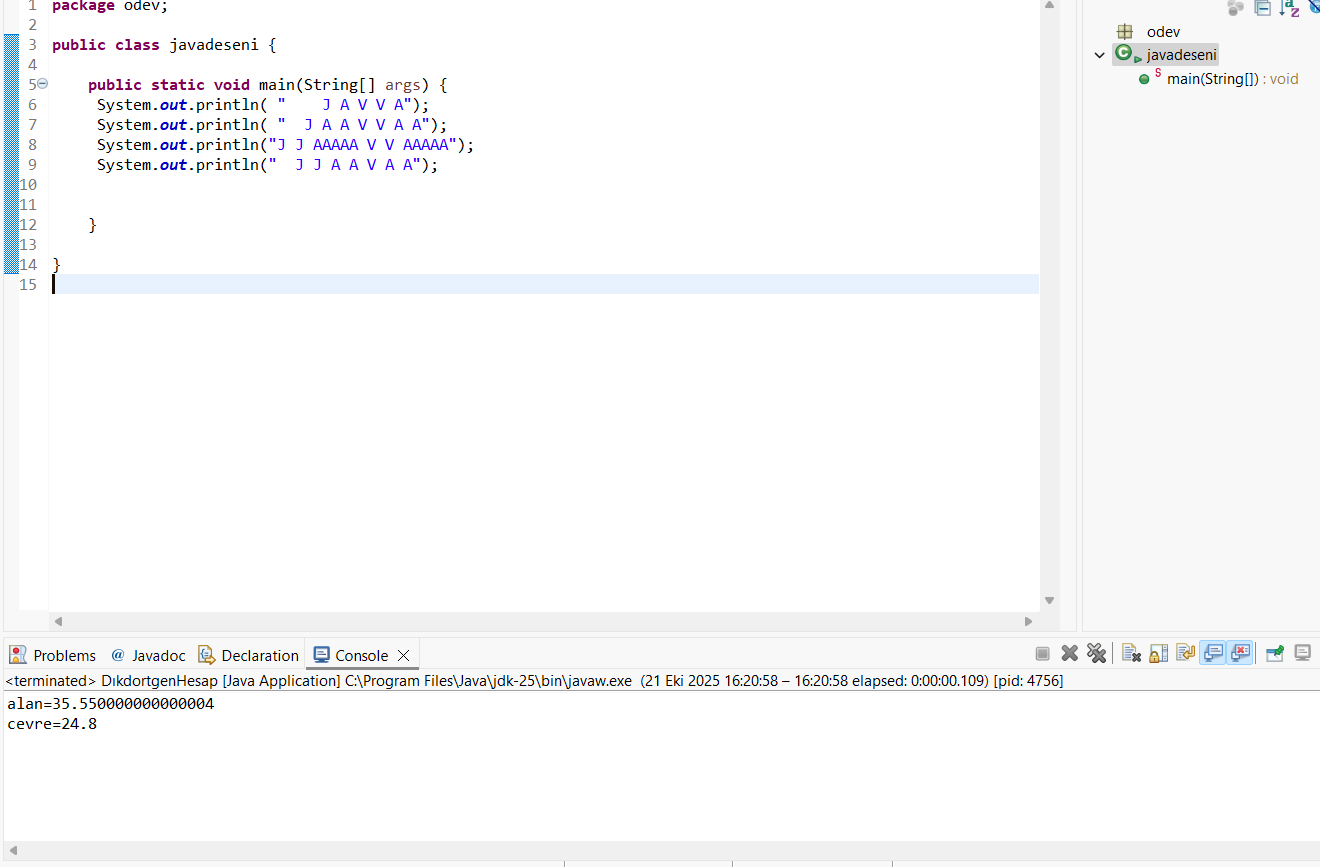 1 package odev;
2
3 public class javadeseni {
4
5     public static void main(String[] args) {
6      System.out.println( "    J A V V A");
7      System.out.println( "  J A A V V A A");
8      System.out.println("J J AAAAA V V AAAAA");
9      System.out.println("  J J A A V A A");
10
11
12     }
13
14 }
15
odev
javadeseni
main(String[]) : void
Problems @ Javadoc Declaration Console
<terminated> DıkdortgenHesap [Java Application] C:\Program Files\Java\jdk-25\bin\javaw.exe (21 Eki 2025 16:20:58 – 16:20:58 elapsed: 0:00:00.109) [pid: 4756]
alan=35.550000000000004
cevre=24.8